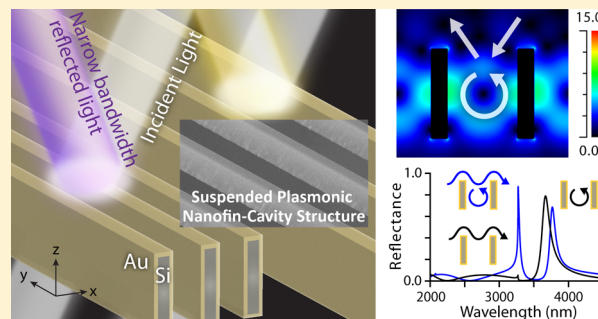 Narrow bandwidth
reflected light
Incident Light
Suspended Plasmonic
Nanofin-Cavity Structure
Au
Si
z
y
x
15.0
0.0
1.0
0.0
Reflectance
2000
3000
4000
Wavelength (nm)